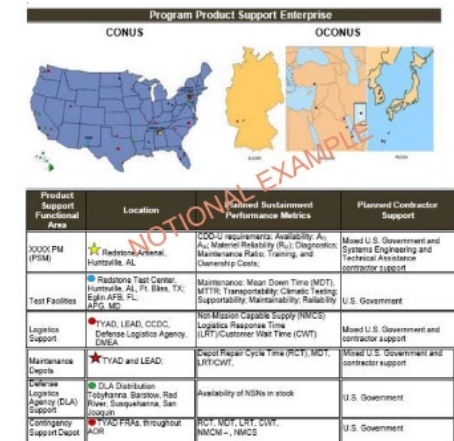 Program Product Support Enterprise
CONUS
OCONUS
NOTIONAL EXAMPLE
Product
Support
Functional
Area
Location
Planned Sustainment
Performance Metrics
Planned Contractor
Support
XXXX PM
(PSM)
Redstone Arsenal,
Huntsville, AL
CDD-U requirements: Availability: Ao,
Am; Materiel Reliability (Rm); Diagnostics;
Maintenance Ratio; Training, and
Ownership Costs;
Mixed U.S. Government and
Systems Engineering and
Technical Assistance
contractor support
Test Facilities
Redstone Test Center,
Huntsville, AL, Ft. Bliss, TX;
Eglin AFB, FL;
APG, MD
Maintenance: Mean Down Time (MDT),
MTTR; Transportability; Climatic Testing;
Supportability; Maintainability; Reliability
U.S. Government
Logistics
Support
TYAD, LEAD, CCDC,
Defense Logistics Agency,
DMEA
Not-Mission Capable Supply (NMCS)
Logistics Response Time
(LRT)/Customer Wait Time (CWT)
Mixed U.S. Government and
contractor support
Maintenance
Depots
TYAD and LEAD;
Depot Repair Cycle Time (RCT), MDT,
LRT/CWT,
Mixed U.S. Government and
contractor support
Defense
Logistics
Agency (DLA)
Support
DLA Distribution
Tobyhanna, Barstow, Red
River, Susquehanna, San
Joaquin
Availability of NSNs in stock
U.S. Government
Contingency
Support Depot
TYAD FRAs, throughout
AOR
RCT, MDT, LRT, CWT,
NMCM –, NMCS
U.S. Government